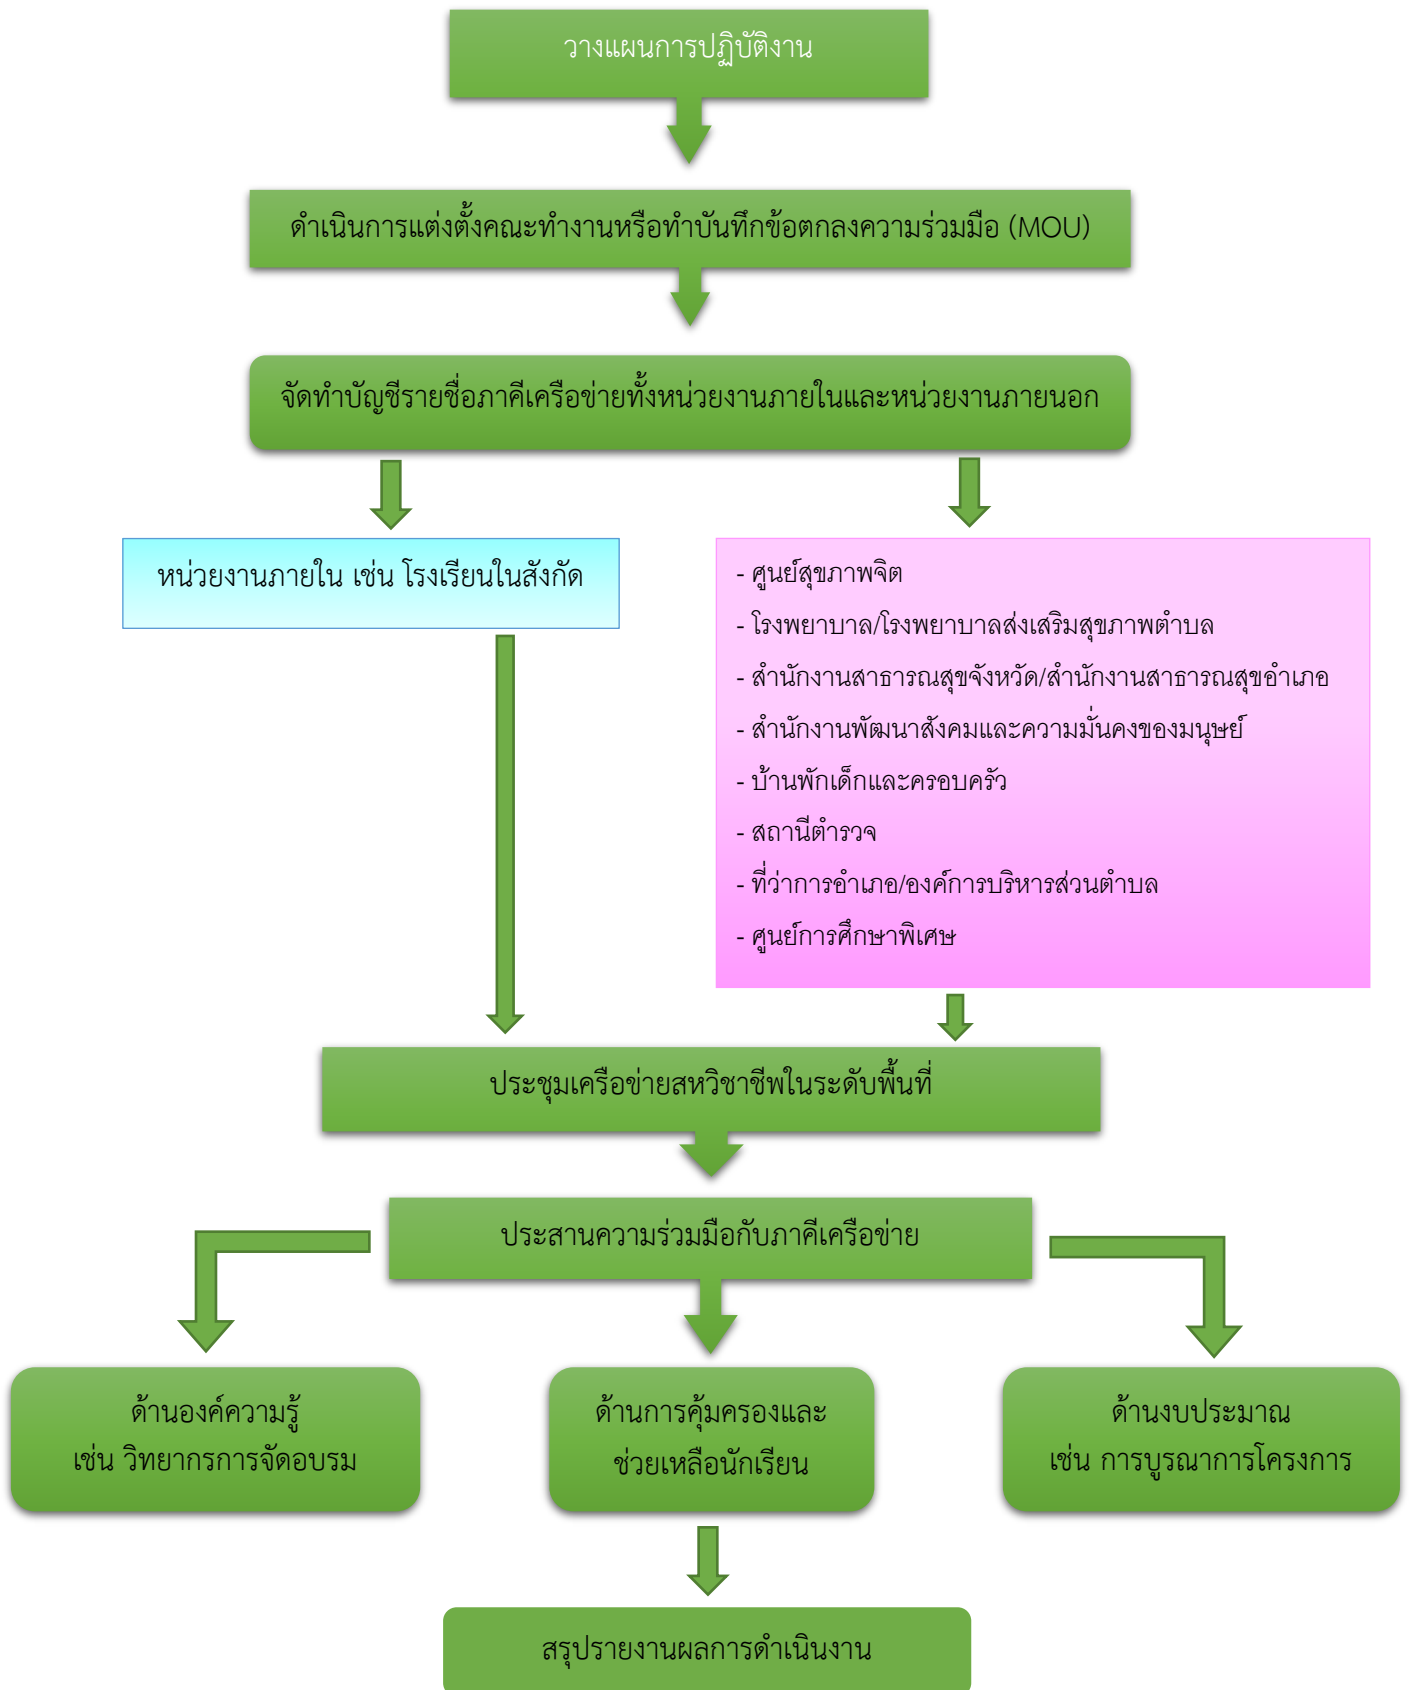 วางแผนการปฏิบัติงาน
ดำเนินการแต่งตั้งคณะทำงานหรือทำบันทึกข้อตกลงความร่วมมือ (MOU)
จัดทำบัญชีรายชื่อภาคีเครือข่ายทั้งหน่วยงานภายในและหน่วยงานภายนอก
หน่วยงานภายใน เช่น โรงเรียนในสังกัด
- ศูนย์สุขภาพจิต
- โรงพยาบาล/โรงพยาบาลส่งเสริมสุขภาพตำบล
- สำนักงานสาธารณสุขจังหวัด/สำนักงานสาธารณสุขอำเภอ
- สำนักงานพัฒนาสังคมและความมั่นคงของมนุษย์
- บ้านพักเด็กและครอบครัว
- สถานีตำรวจ
- ที่ว่าการอำเภอ/องค์การบริหารส่วนตำบล
- ศูนย์การศึกษาพิเศษ
ประชุมเครือข่ายสหวิชาชีพในระดับพื้นที่
ประสานความร่วมมือกับภาคีเครือข่าย
ด้านองค์ความรู้
เช่น วิทยากรการจัดอบรม
ด้านการคุ้มครองและ
ช่วยเหลือนักเรียน
ด้านงบประมาณ
เช่น การบูรณาการโครงการ
สรุปรายงานผลการดำเนินงาน